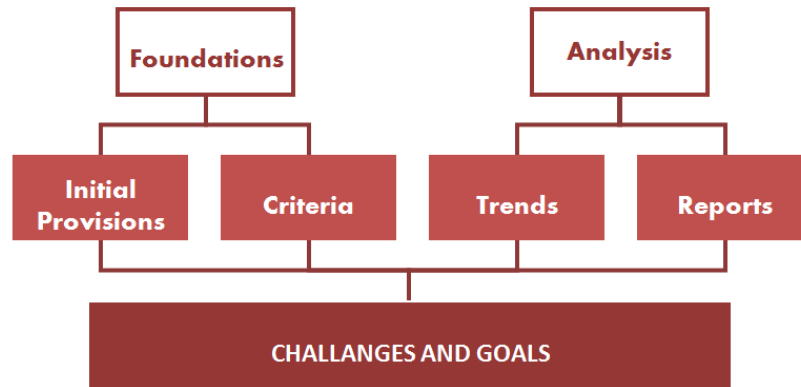 Foundations
Analysis
Initial
Provisions
Criteria
Trends
Reports
CHALLANGES AND GOALS